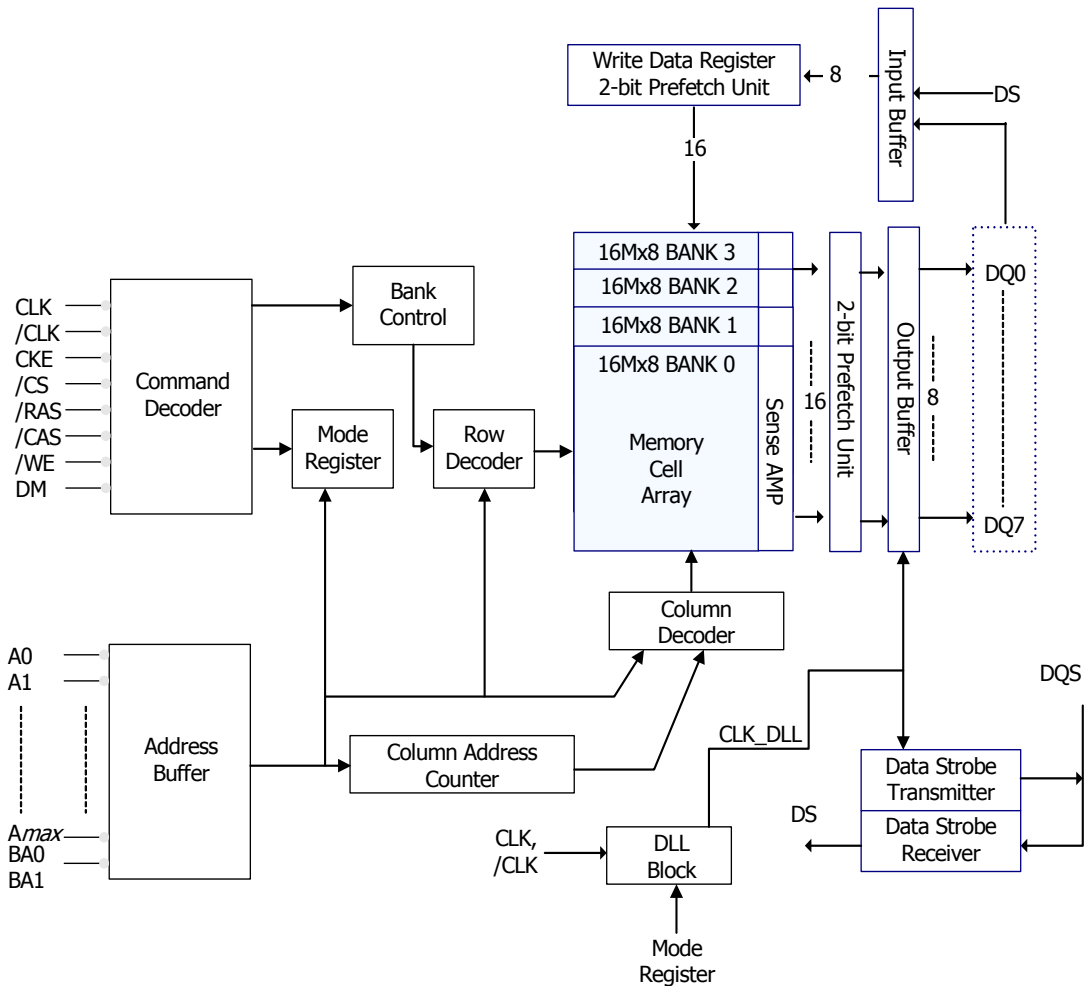 Write Data Register
2-bit Prefetch Unit
8
Input Buffer
DS
16
16Mx8 BANK 3
16Mx8 BANK 2
16Mx8 BANK 1
16Mx8 BANK 0
Memory
Cell
Array
Sense AMP
16
2-bit Prefetch Unit
Output Buffer
8
DQ0
DQ7
CLK
/CLK
CKE
/CS
/RAS
/CAS
/WE
DM
Command
Decoder
Bank
Control
Mode
Register
Row
Decoder
Column
Decoder
A0
A1
Amax
BA0
BA1
Address
Buffer
Column Address
Counter
CLK_DLL
DQS
Data Strobe
Transmitter
Data Strobe
Receiver
DS
CLK,
/CLK
DLL
Block
Mode
Register